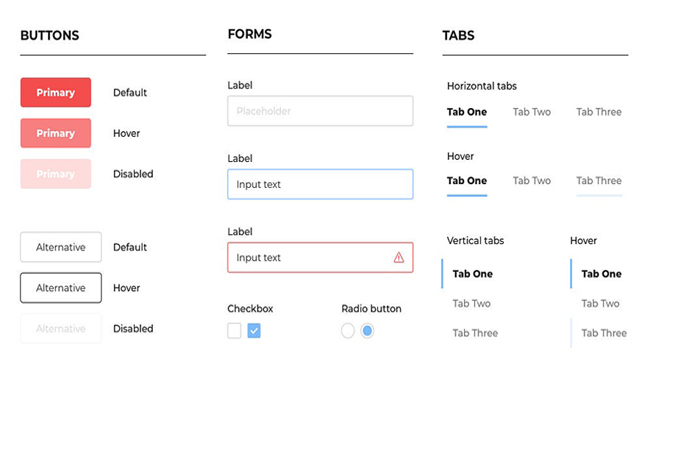 BUTTONS
Primary Default
Primary Hover
Primary Disabled
Alternative Default
Alternative Hover
Alternative Disabled
FORMS
Label
Placeholder
Label
Input text
Label
Input text
Checkbox Radio button
TABS
Horizontal tabs
Tab One Tab Two Tab Three
Hover
Tab One Tab Two Tab Three
Vertical tabs
Tab One
Tab Two
Tab Three
Hover
Tab One
Tab Two
Tab Three